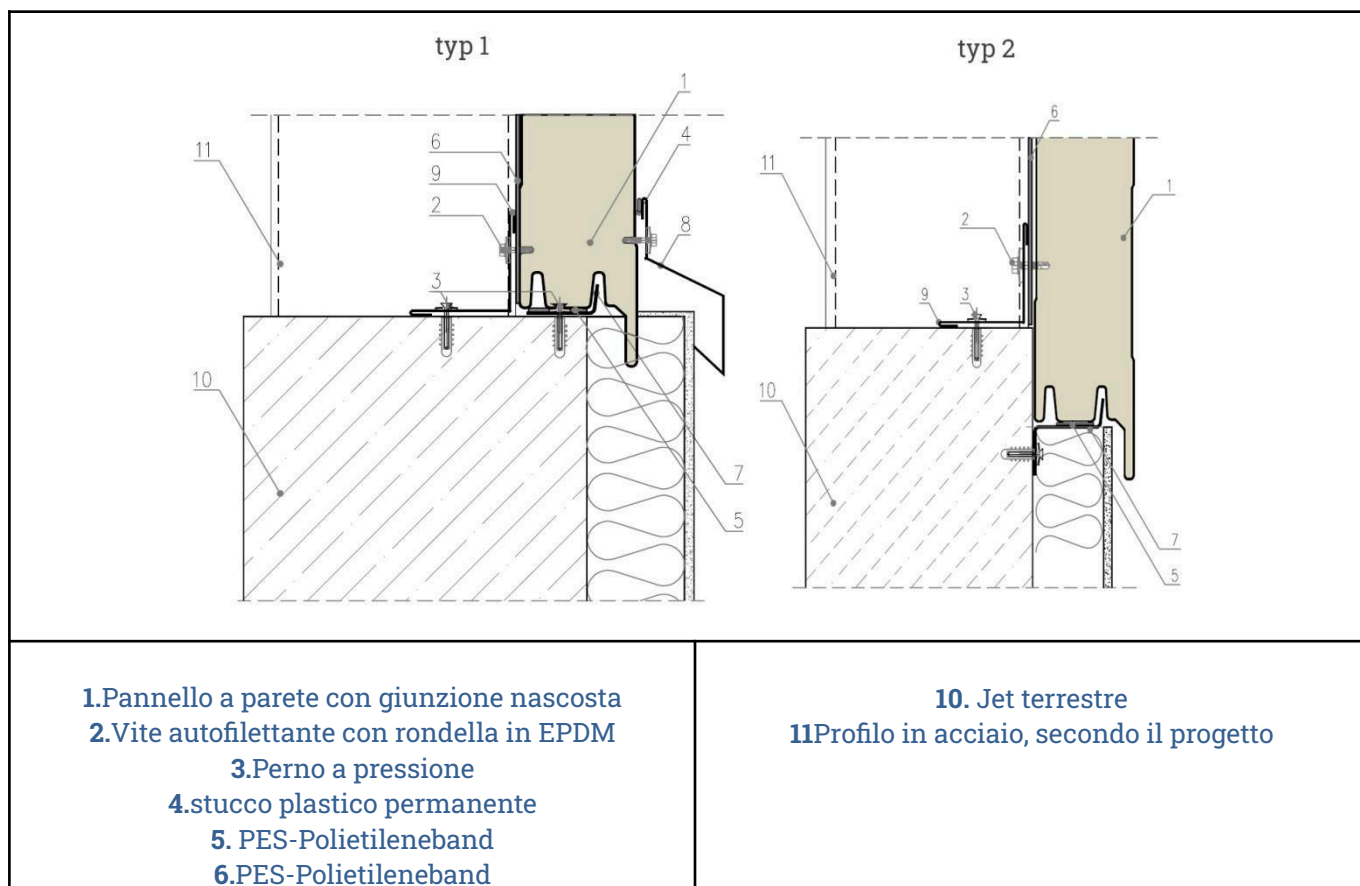 typ 1
typ 2
1
6
4
11
9
2
8
3
10
7
5
6
11
1
2
9
3
10
7
5
1.Pannello a parete con giunzione nascosta
2.Vite autofilettante con rondella in EPDM
3.Perno a pressione
4.stucco plastico permanente
5. PES-Polietileneband
6.PES-Polietileneband
10. Jet terrestre
11Profilo in acciaio, secondo il progetto